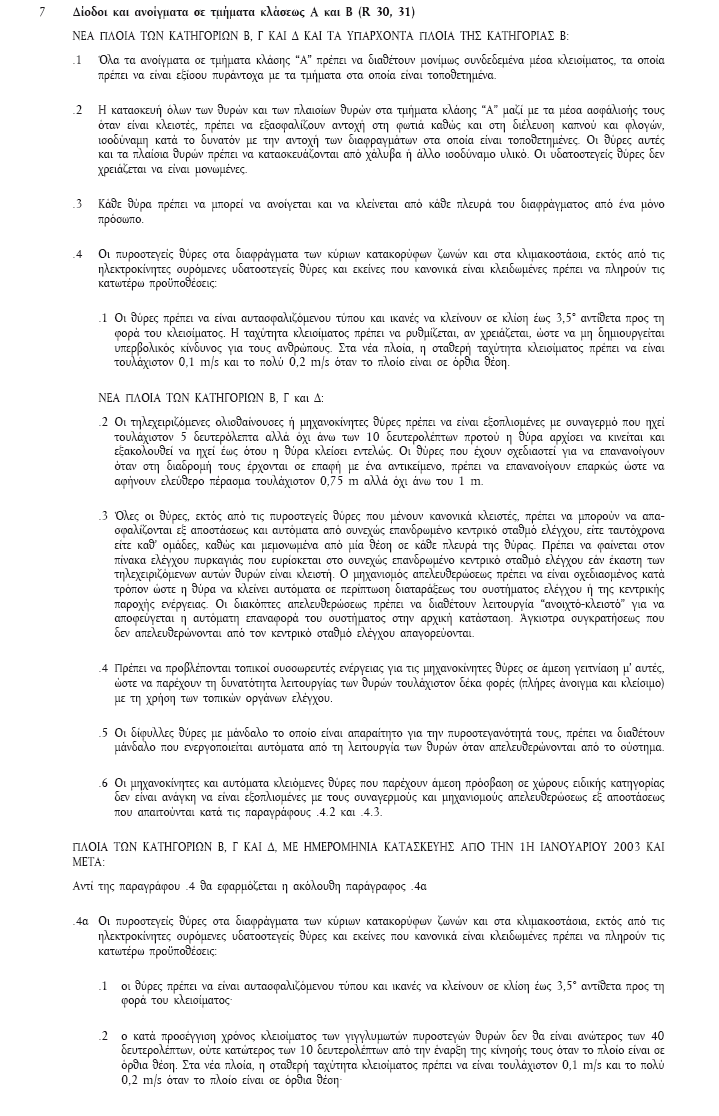 7 Δίοδοι και ανοίγματα σε τμήματα κλάσεως A και B (R 30, 31)
ΝΕΑ ΠΛΟΙΑ ΤΩΝ ΚΑΤΗΓΟΡΙΩΝ Β, Γ ΚΑΙ Δ ΚΑΙ ΤΑ ΥΠΑΡΧΟΝΤΑ ΠΛΟΙΑ ΤΗΣ ΚΑΤΗΓΟΡΙΑΣ Β:
.1 Όλα τα ανοίγματα σε τμήματα κλάσης “A” πρέπει να διαθέτουν μονίμως συνδεδεμένα μέσα κλεισίματος, τα οποία
πρέπει να είναι εξίσου πυράντοχα με τα τμήματα στα οποία είναι τοποθετημένα.
.2 Η κατασκευή όλων των θυρών και των πλαισίων θυρών στα τμήματα κλάσης “A” μαζί με τα μέσα ασφάλισής τους
όταν είναι κλειστές, πρέπει να εξασφαλίζουν αντοχή στη φωτιά καθώς και στη διέλευση καπνού και φλογών,
ισοδύναμη κατά το δυνατόν με την αντοχή των διαφραγμάτων στα οποία είναι τοποθετημένες. Οι θύρες αυτές
και τα πλαίσια θυρών πρέπει να κατασκευάζονται από χάλυβα ή άλλο ισοδύναμο υλικό. Οι υδατοστεγείς θύρες δεν
χρειάζεται να είναι μονωμένες.
.3 Κάθε θύρα πρέπει να μπορεί να ανοίγεται και να κλείνεται από κάθε πλευρά του διαφράγματος από ένα μόνο
πρόσωπο.
.4 Οι πυροστεγείς θύρες στα διαφράγματα των κύριων κατακορύφων ζωνών και στα κλιμακοστάσια, εκτός από τις
ηλεκτροκίνητες συρόμενες υδατοστεγείς θύρες και εκείνες που κανονικά είναι κλειδωμένες πρέπει να πληρούν τις
κατωτέρω προϋποθέσεις:
.1 Οι θύρες πρέπει να είναι αυτασφαλιζόμενου τύπου και ικανές να κλείνουν σε κλίση έως 3,5° αντίθετα προς τη
φορά του κλεισίματος. Η ταχύτητα κλεισίματος πρέπει να ρυθμίζεται, αν χρειάζεται, ώστε να μη δημιουργείται
υπερβολικός κίνδυνος για τους ανθρώπους. Στα νέα πλοία, η σταθερή ταχύτητα κλεισίματος πρέπει να είναι
τουλάχιστον 0,1 m/s και το πολύ 0,2 m/s όταν το πλοίο είναι σε όρθια θέση.
ΝΕΑ ΠΛΟΙΑ ΤΩΝ ΚΑΤΗΓΟΡΙΩΝ Β, Γ και Δ:
.2 Οι τηλεχειριζόμενες ολισθαίνουσες ή μηχανοκίνητες θύρες πρέπει να είναι εξοπλισμένες με συναγερμό που ηχεί
τουλάχιστον 5 δευτερόλεπτα αλλά όχι άνω των 10 δευτερολέπτων προτού η θύρα αρχίσει να κινείται και
εξακολουθεί να ηχεί έως ότου η θύρα κλείσει εντελώς. Οι θύρες που έχουν σχεδιαστεί για να επανανοίγουν
όταν στη διαδρομή τους έρχονται σε επαφή με ένα αντικείμενο, πρέπει να επανανοίγουν επαρκώς ώστε να
αφήνουν ελεύθερο πέρασμα τουλάχιστον 0,75 m αλλά όχι άνω του 1 m.
.3 Όλες οι θύρες, εκτός από τις πυροστεγείς θύρες που μένουν κανονικά κλειστές, πρέπει να μπορούν να απα-
σφαλίζονται εξ αποστάσεως και αυτόματα από συνεχώς επανδρωμένο κεντρικό σταθμό ελέγχου, είτε ταυτόχρονα
είτε καθ’ ομάδες, καθώς και μεμονωμένα από μία θέση σε κάθε πλευρά της θύρας. Πρέπει να φαίνεται στον
πίνακα ελέγχου πυρκαγιάς που ευρίσκεται στο συνεχώς επανδρωμένο κεντρικό σταθμό ελέγχου εάν έκαστη των
τηλεχειριζόμενων αυτών θυρών είναι κλειστή. Ο μηχανισμός απελευθερώσεως πρέπει να είναι σχεδιασμένος κατά
τρόπον ώστε η θύρα να κλείνει αυτόματα σε περίπτωση διαταράξεως του συστήματος ελέγχου ή της κεντρικής
παροχής ενέργειας. Οι διακόπτες απελευθερώσεως πρέπει να διαθέτουν λειτουργία “ανοιχτό-κλειστό” για να
αποφεύγεται η αυτόματη επαναφορά του συστήματος στην αρχική κατάσταση. Άγκιστρα συγκρατήσεως που
δεν απελευθερώνονται από τον κεντρικό σταθμό ελέγχου απαγορεύονται.
.4 Πρέπει να προβλέπονται τοπικοί συσσωρευτές ενέργειας για τις μηχανοκίνητες θύρες σε άμεση γειτνίαση μ’ αυτές,
ώστε να παρέχουν τη δυνατότητα λειτουργίας των θυρών τουλάχιστον δέκα φορές (πλήρες άνοιγμα και κλείσιμο)
με τη χρήση των τοπικών οργάνων ελέγχου.
.5 Οι δίφυλλες θύρες με μάνδαλο το οποίο είναι απαραίτητο για την πυροστεγανότητά τους, πρέπει να διαθέτουν
μάνδαλο που ενεργοποιείται αυτόματα από τη λειτουργία των θυρών όταν απελευθερώνονται από το σύστημα.
.6 Οι μηχανοκίνητες και αυτόματα κλειόμενες θύρες που παρέχουν άμεση πρόσβαση σε χώρους ειδικής κατηγορίας
δεν είναι ανάγκη να είναι εξοπλισμένες με τους συναγερμούς και μηχανισμούς απελευθερώσεως εξ αποστάσεως
που απαιτούνται κατά τις παραγράφους .4.2 και .4.3.
ΠΛΟΙΑ ΤΩΝ ΚΑΤΗΓΟΡΙΩΝ Β, Γ ΚΑΙ Δ, ΜΕ ΗΜΕΡΟΜΗΝΙΑ ΚΑΤΑΣΚΕΥΗΣ ΑΠΟ ΤΗΝ 1Η ΙΑΝΟΥΑΡΙΟΥ 2003 ΚΑΙ
ΜΕΤΑ:
Αντί της παραγράφου .4 θα εφαρμόζεται η ακόλουθη παράγραφος .4α
.4α Οι πυροστεγείς θύρες στα διαφράγματα των κύριων κατακορύφων ζωνών και στα κλιμακοστάσια, εκτός από τις
ηλεκτροκίνητες συρόμενες υδατοστεγείς θύρες και εκείνες που κανονικά είναι κλειδωμένες πρέπει να πληρούν τις
κατωτέρω προϋποθέσεις:
.1 οι θύρες πρέπει να είναι αυτασφαλιζόμενου τύπου και ικανές να κλείνουν σε κλίση έως 3,5° αντίθετα προς τη
φορά του κλεισίματος·
.2 ο κατά προσέγγιση χρόνος κλεισίματος των γιγγλυμωτών πυροστεγών θυρών δεν θα είναι ανώτερος των 40
δευτερολέπτων, ούτε κατώτερος των 10 δευτερολέπτων από την έναρξη της κίνησής τους όταν το πλοίο είναι σε
όρθια θέση. Στα νέα πλοία, η σταθερή ταχύτητα κλεισίματος πρέπει να είναι τουλάχιστον 0,1 m/s και το πολύ
0,2 m/s όταν το πλοίο είναι σε όρθια θέση·